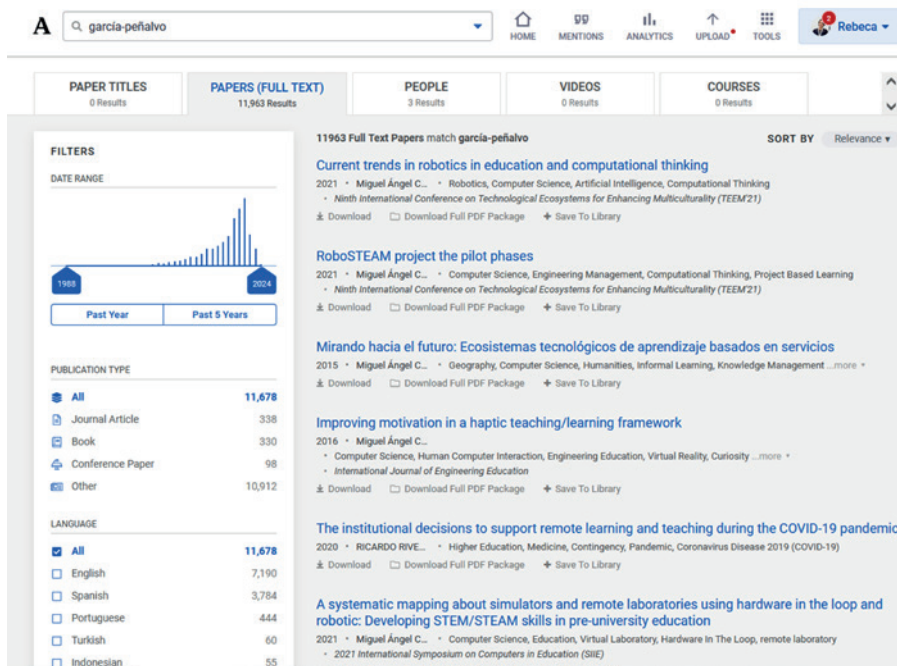 A
garcía-peñalvo
HOME
MENTIONS
ANALYTICS
UPLOAD
TOOLS
2
Rebeca
PAPER TITLES
0 Results
PAPERS (FULL TEXT)
11,963 Results
PEOPLE
3 Results
VIDEOS
0 Results
COURSES
0 Results
FILTERS
DATE RANGE
1988
2024
Past Year
Past 5 Years
PUBLICATION TYPE
All 11,678
Journal Article 338
Book 330
Conference Paper 98
Other 10,912
LANGUAGE
All 11,678
English 7,190
Spanish 3,784
Portuguese 444
Turkish 60
Indonesian 55
11963 Full Text Papers match garcía-peñalvo
SORT BY Relevance
Current trends in robotics in education and computational thinking
2021 • Miguel Ángel C... • Robotics, Computer Science, Artificial Intelligence, Computational Thinking
• Ninth International Conference on Technological Ecosystems for Enhancing Multiculturality (TEEM'21)
Download Download Full PDF Package + Save To Library
RoboSTEAM project the pilot phases
2021 • Miguel Ángel C... • Computer Science, Engineering Management, Computational Thinking, Project Based Learning
• Ninth International Conference on Technological Ecosystems for Enhancing Multiculturality (TEEM'21)
Download Download Full PDF Package + Save To Library
Mirando hacia el futuro: Ecosistemas tecnológicos de aprendizaje basados en servicios
2015 • Miguel Ángel C... • Geography, Computer Science, Humanities, Informal Learning, Knowledge Management ...more
Download Download Full PDF Package + Save To Library
Improving motivation in a haptic teaching/learning framework
2016 • Miguel Ángel C...
• Computer Science, Human Computer Interaction, Engineering Education, Virtual Reality, Curiosity ...more
• International Journal of Engineering Education
Download Download Full PDF Package + Save To Library
The institutional decisions to support remote learning and teaching during the COVID-19 pandemic
2020 • RICARDO RIVE... • Higher Education, Medicine, Contingency, Pandemic, Coronavirus Disease 2019 (COVID-19)
Download Download Full PDF Package + Save To Library
A systematic mapping about simulators and remote laboratories using hardware in the loop and
robotic: Developing STEM/STEAM skills in pre-university education
2021 • Miguel Ángel C... • Computer Science, Education, Virtual Laboratory, Hardware In The Loop, remote laboratory
• 2021 International Symposium on Computers in Education (SIIE)